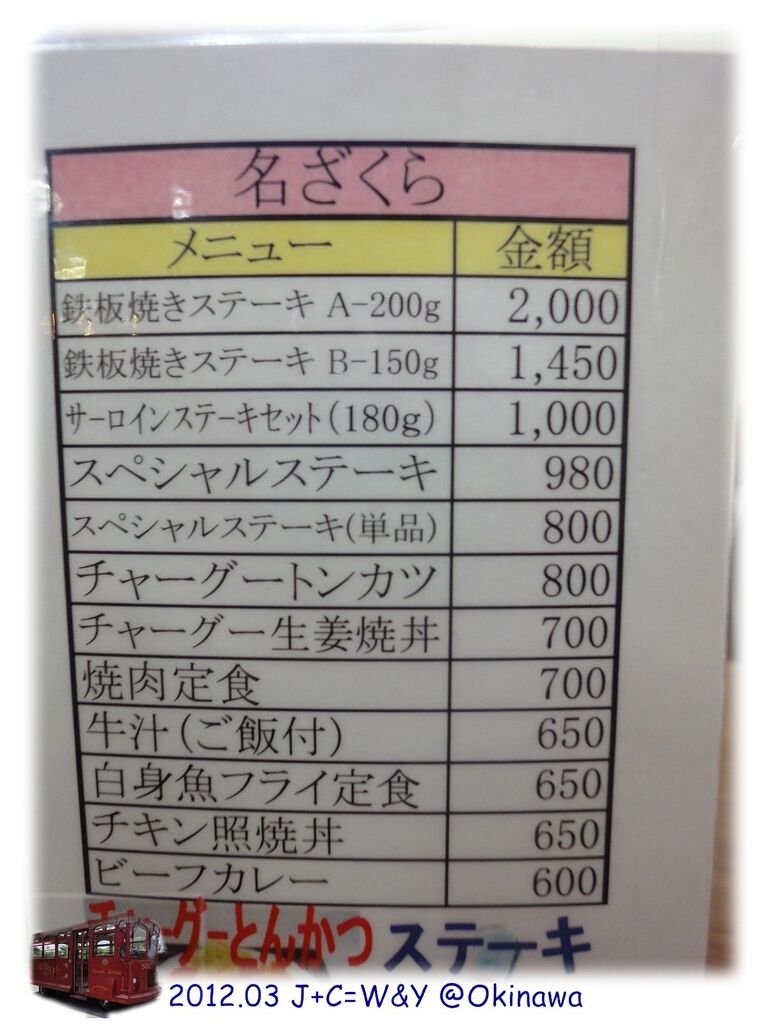 名ざくら
メニュー 金額
鉄板焼きステーキ A-200g 2,000
鉄板焼きステーキ B-150g 1,450
サーロインステーキセット(180g) 1,000
スペシャルステーキ 980
スペシャルステーキ(単品) 800
チャーグートンカツ 800
チャーグー生姜焼丼 700
焼肉定食 700
牛汁(ご飯付) 650
白身魚フライ定食 650
チキン照焼丼 650
ビーフカレー 600
チャーグーとんかつ ステーキ
2012.03 J+C=W&Y @Okinawa